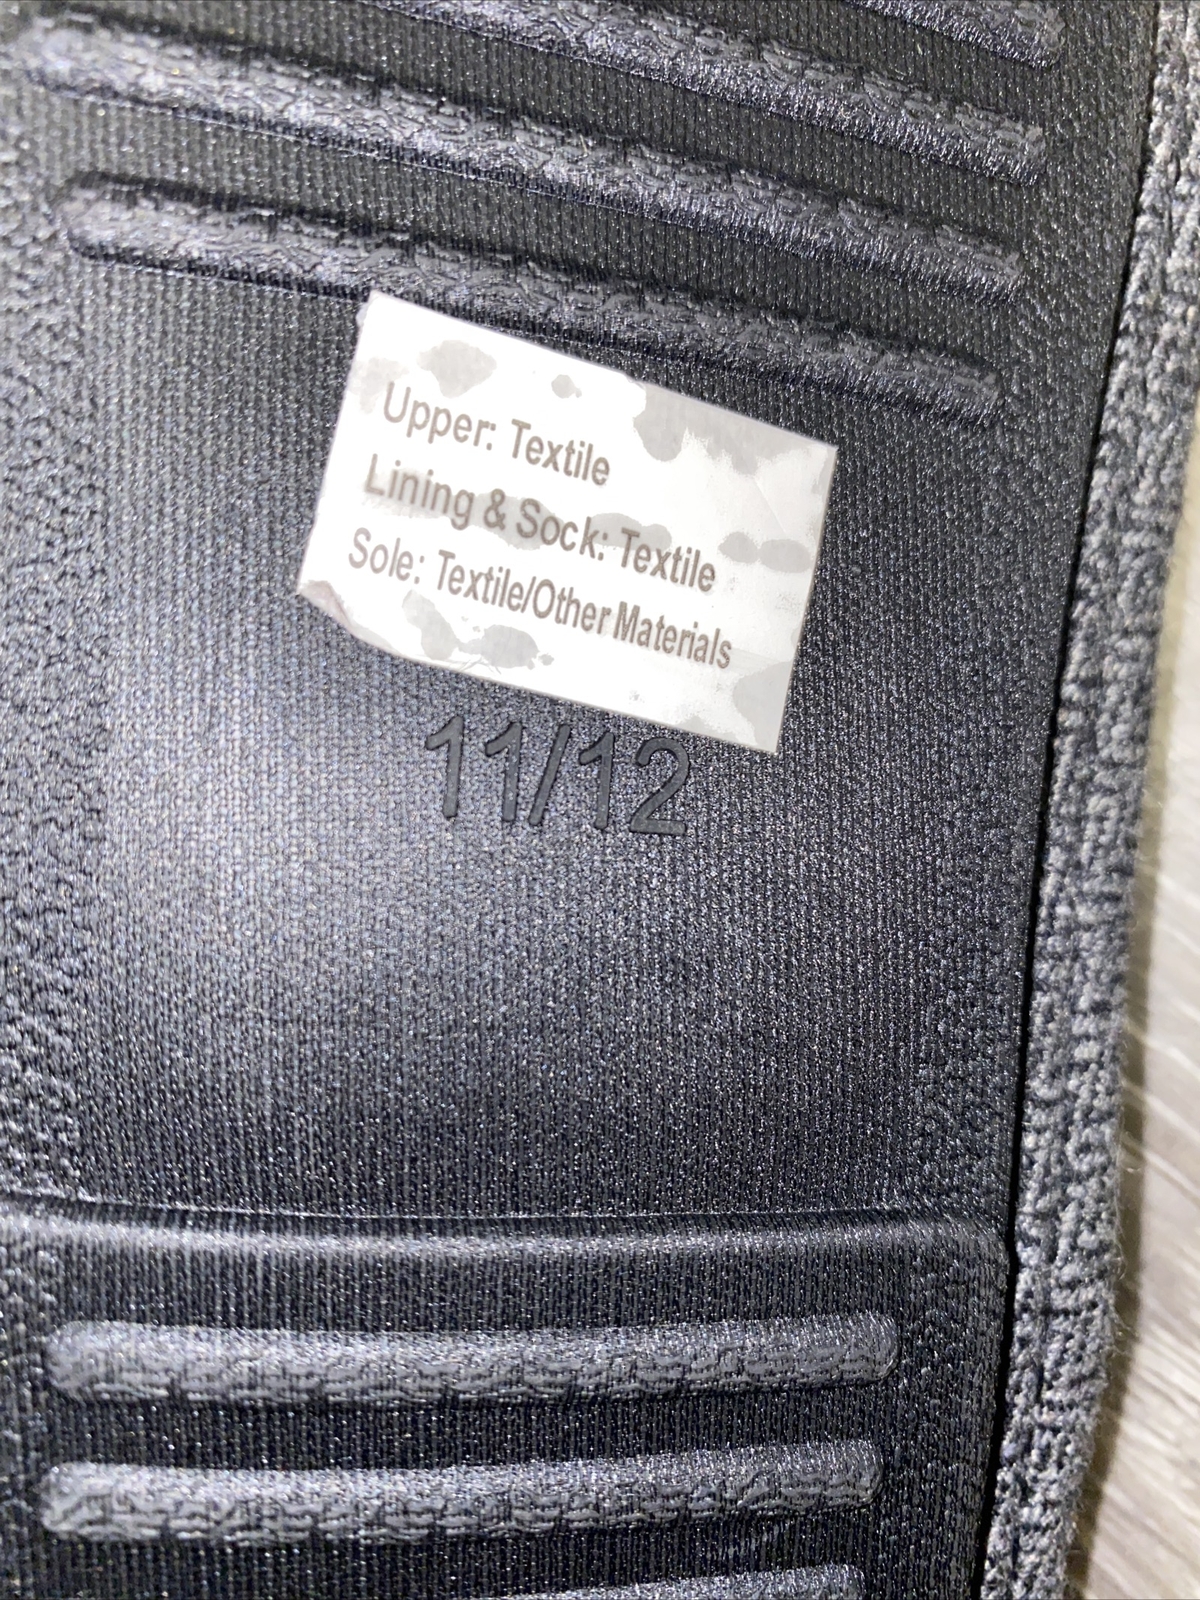 Upper: Textile
Lining & Sock: Textile
Sole: Textile/Other Materials
11/12